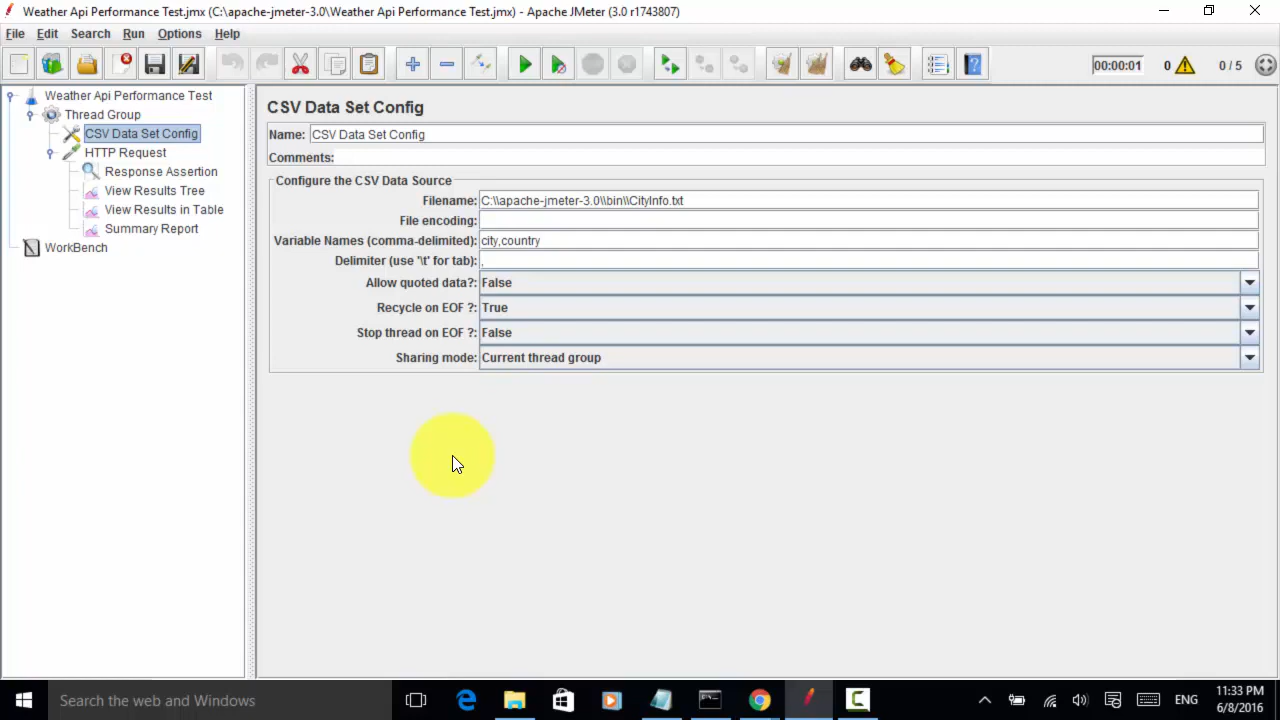 Weather Api Performance Test.jmx (C:\apache-jmeter-3.0\Weather Api Performance Test.jmx) - Apache JMeter (3.0 r1743807)
File Edit Search Run Options Help
00:00:01 0 0 / 5
Weather Api Performance Test
Thread Group
CSV Data Set Config
HTTP Request
Response Assertion
View Results Tree
View Results in Table
Summary Report
WorkBench
CSV Data Set Config
Name: CSV Data Set Config
Comments:
Configure the CSV Data Source
Filename: C:\\apache-jmeter-3.0\\bin\\CityInfo.txt
File encoding:
Variable Names (comma-delimited): city,country
Delimiter (use '\t' for tab): ,
Allow quoted data?: False
Recycle on EOF ?: True
Stop thread on EOF ?: False
Sharing mode: Current thread group
Search the web and Windows
ENG
11:33 PM
6/8/2016